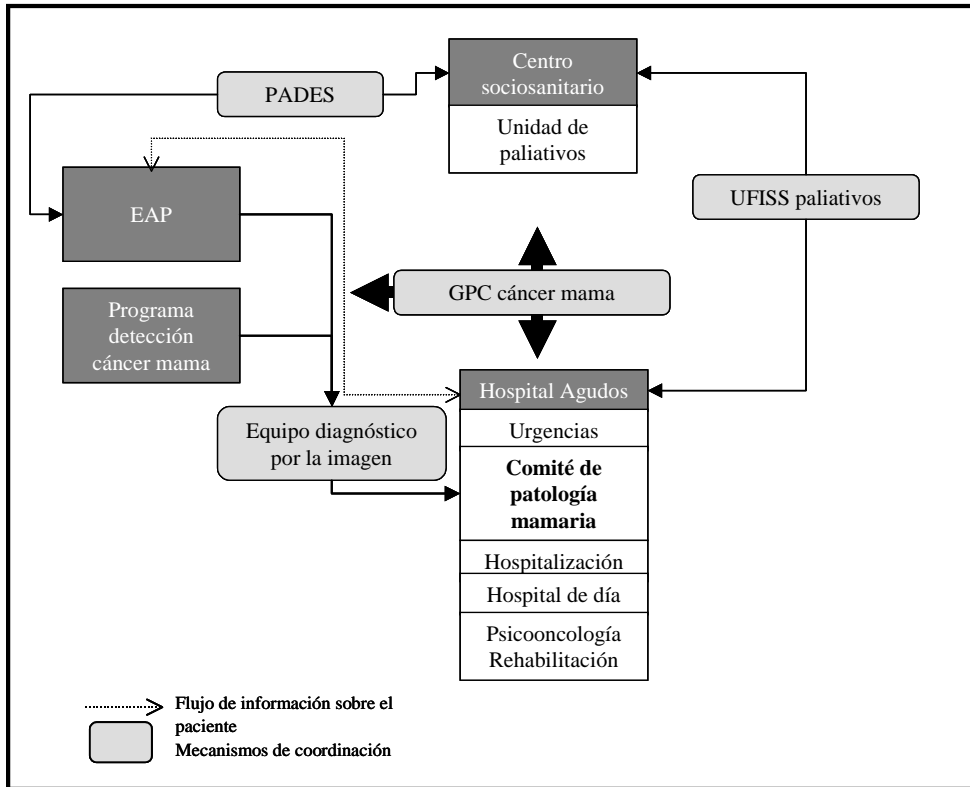 PADES
Centro
sociosanitario
Unidad de
paliativos
EAP
UFISS paliativos
GPC cáncer mama
Programa
detección
cáncer mama
Hospital Agudos
Urgencias
Equipo diagnóstico
por la imagen
Comité de
patología
mamaria
Hospitalización
Hospital de día
Psicooncología
Rehabilitación
Flujo de información sobre el
paciente
Mecanismos de coordinación